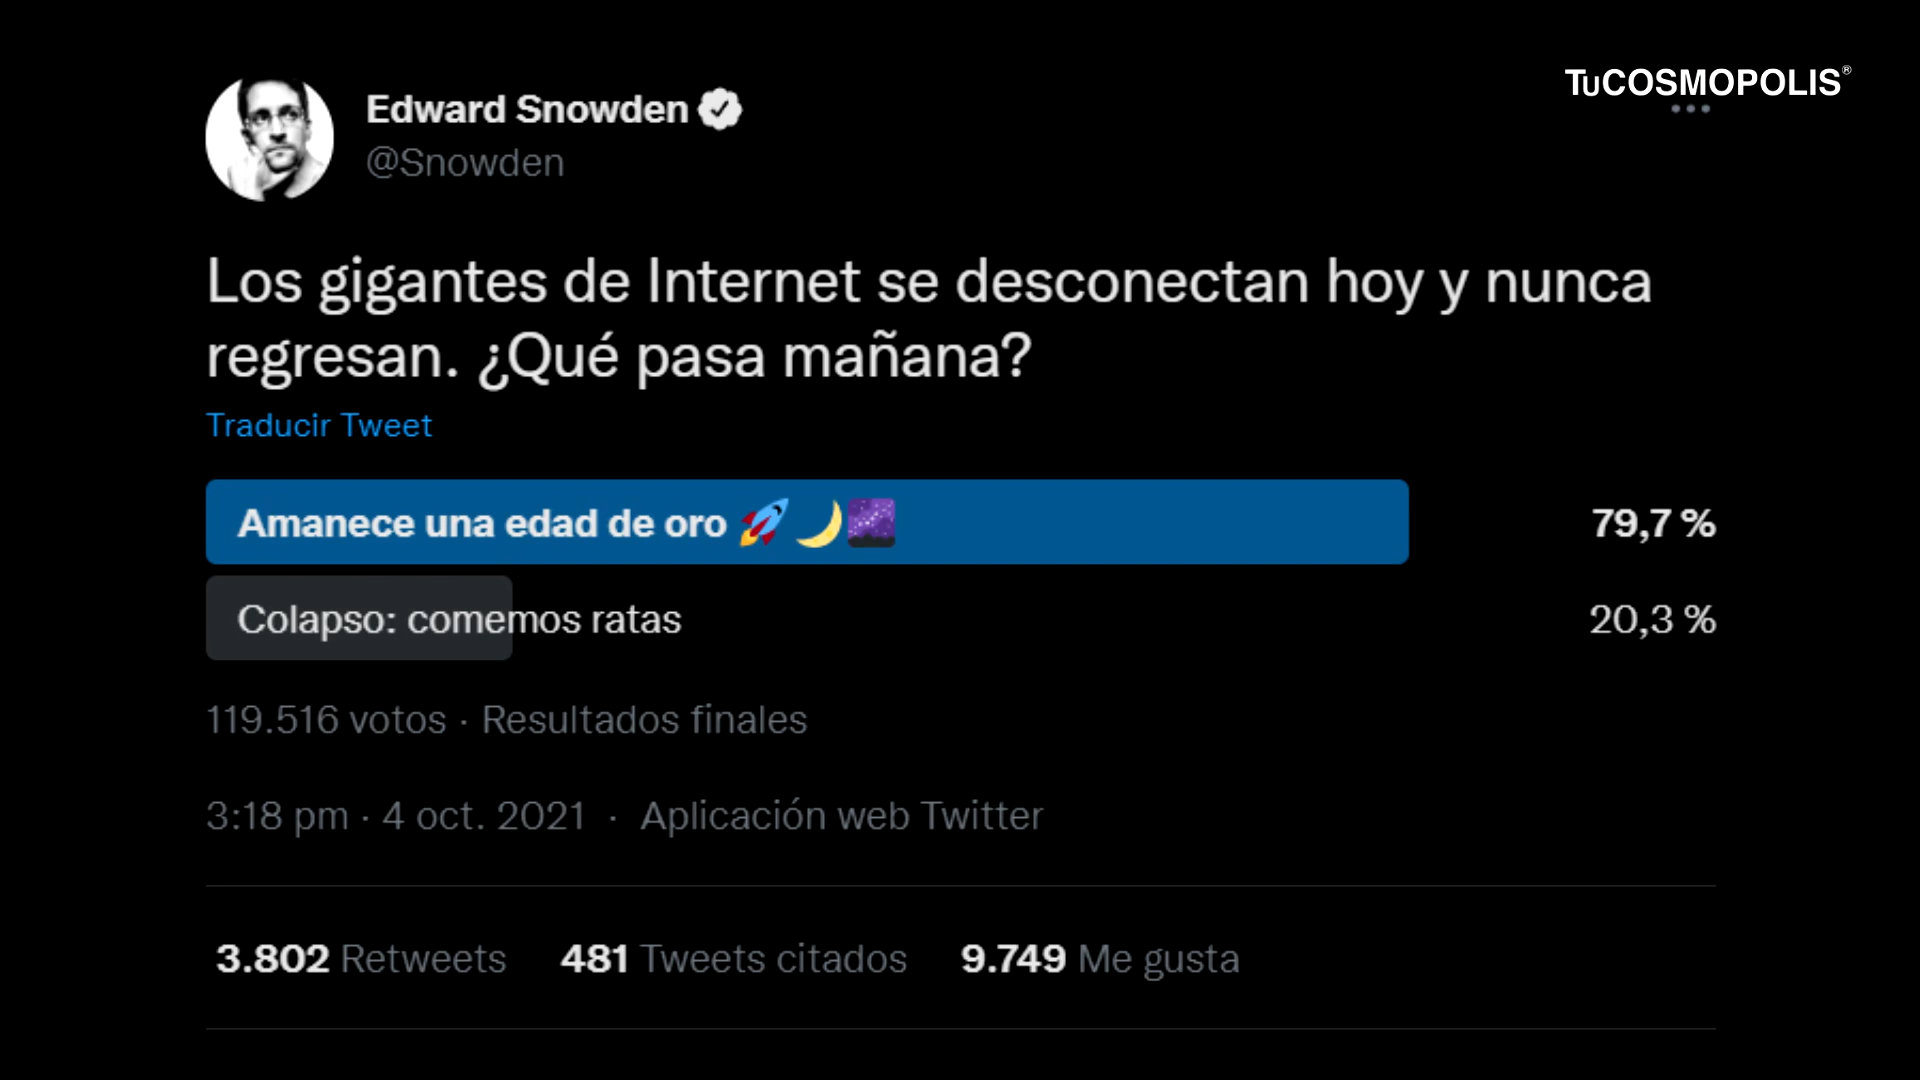 TuCOSMOPOLIS®
Edward Snowden
@Snowden
Los gigantes de Internet se desconectan hoy y nunca
regresan. ¿Qué pasa mañana?
Traducir Tweet
Amanece una edad de oro 🚀🌙🌌 79,7 %
Colapso: comemos ratas 20,3 %
119.516 votos · Resultados finales
3:18 pm · 4 oct. 2021 · Aplicación web Twitter
3.802 Retweets 481 Tweets citados 9.749 Me gusta